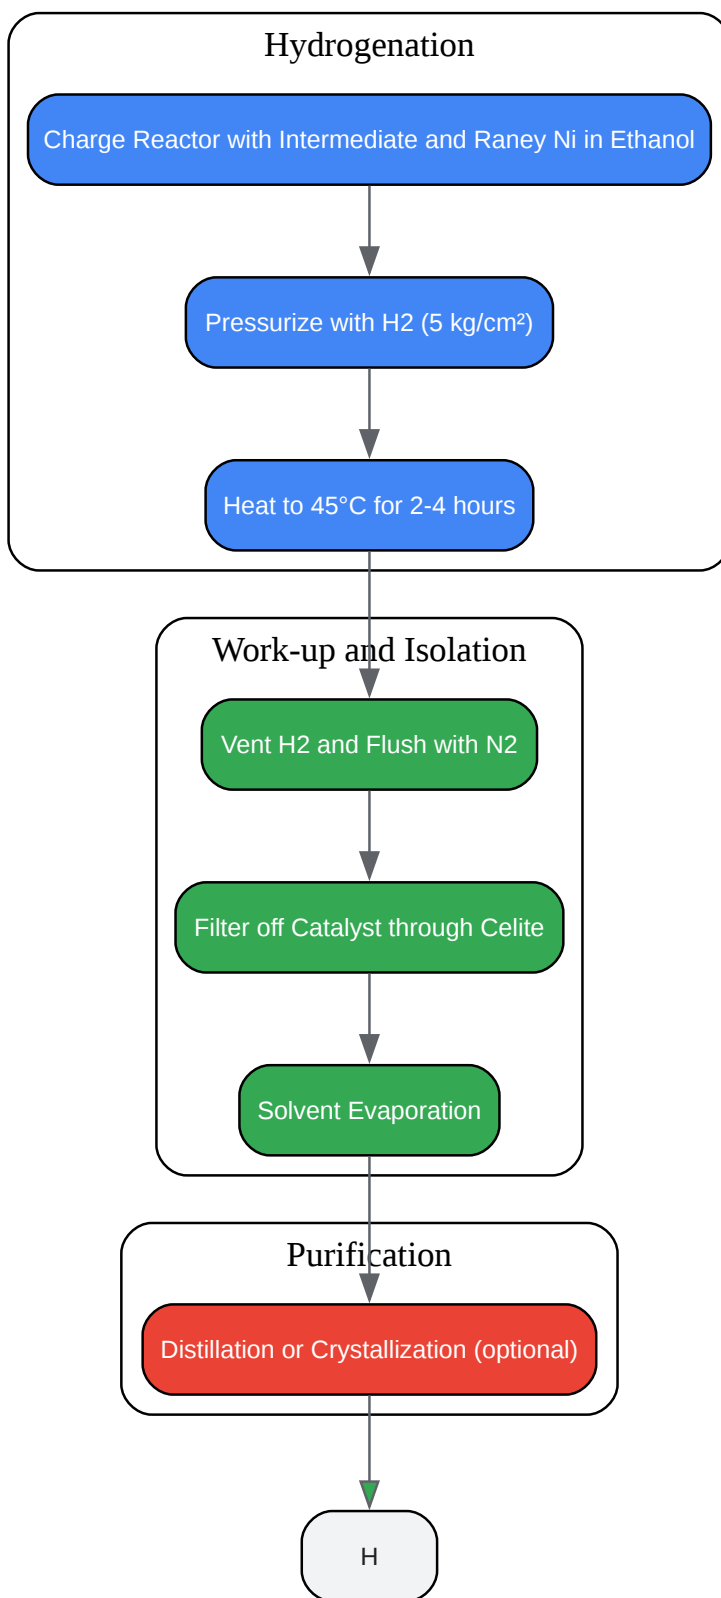 Hydrogenation
Charge Reactor with Intermediate and Raney Ni in Ethanol
Pressurize with H2 (5 kg/cm²)
Heat to 45°C for 2-4 hours
Work-up and Isolation
Vent H2 and Flush with N2
Filter off Catalyst through Celite
Solvent Evaporation
Purification
Distillation or Crystallization (optional)
H